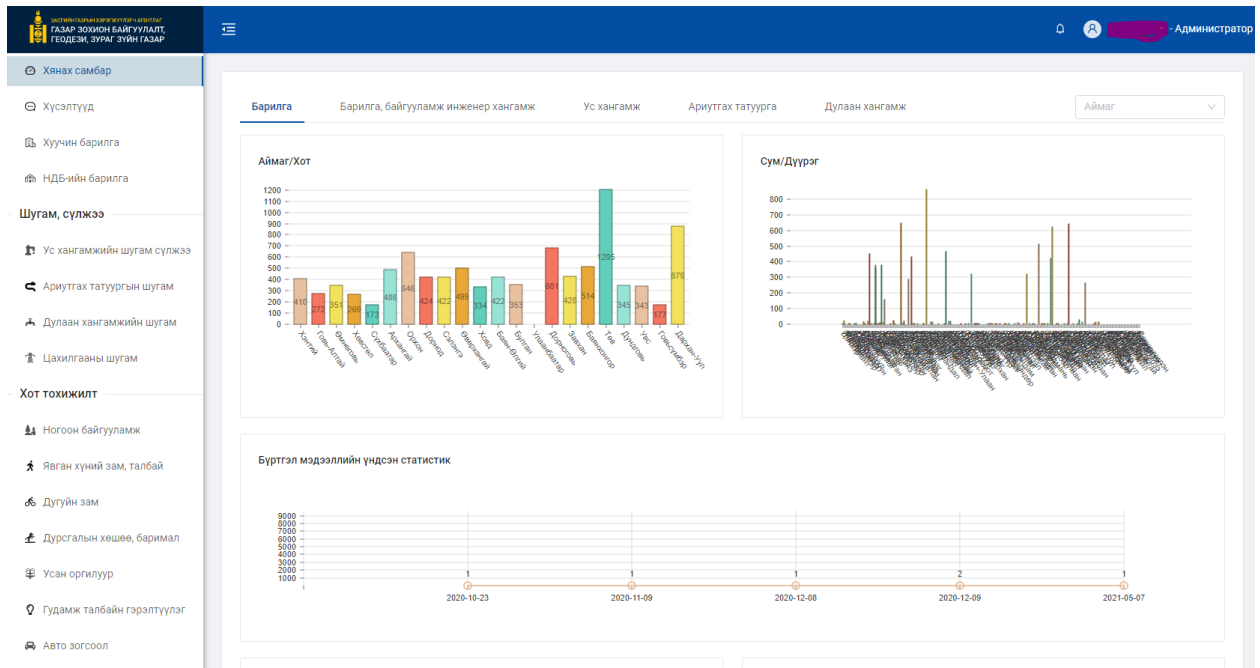 ЗАСГИЙН ГАЗРЫН ХЭРЭГЖҮҮЛЭГЧ АГЕНТЛАГ
ГАЗАР ЗОХИОН БАЙГУУЛАЛТ,
ГЕОДЕЗИ, ЗУРАГ ЗҮЙН ГАЗАР
- Администратор
Хянах самбар
Хүсэлтүүд
Хуучин барилга
НДБ-ийн барилга
Шугам, сүлжээ
Ус хангамжийн шугам сүлжээ
Ариутгах татуургын шугам
Дулаан хангамжийн шугам
Цахилгааны шугам
Хот тохижилт
Ногоон байгууламж
Явган хүний зам, талбай
Дугуйн зам
Дурсгалын хөшөө, баримал
Усан оргилуур
Гудамж талбайн гэрэлтүүлэг
Авто зогсоол
Барилга
Барилга, байгууламж инженер хангамж
Ус хангамж
Ариутгах татуурга
Дулаан хангамж
Аймаг
Аймаг/Хот
1200
1100
1000
900
800
700
600
500
400
300
200
100
0
410 272 351 269 173 486 646 424 422 499 334 422 353 681 428 514 1205 345 343 177 879
Хэнтий Говь-Алтай Өмнөговь Хөвсгөл Сүхбаатар Архангай Орхон Дорнод Сэлэнгэ Өвөрхангай Ховд Баян-Өлгий Булган Улаанбаатар Дорноговь Завхан Баянхонгор Төв Дундговь Увс Говьсүмбэр Дархан-Уул
Сум/Дүүрэг
800
700
600
500
400
300
200
100
0
Бүртгэл мэдээллийн үндсэн статистик
9000
8000
7000
6000
5000
4000
3000
2000
1000
1 1 1 2 1
2020-10-23 2020-11-09 2020-12-08 2020-12-09 2021-05-07